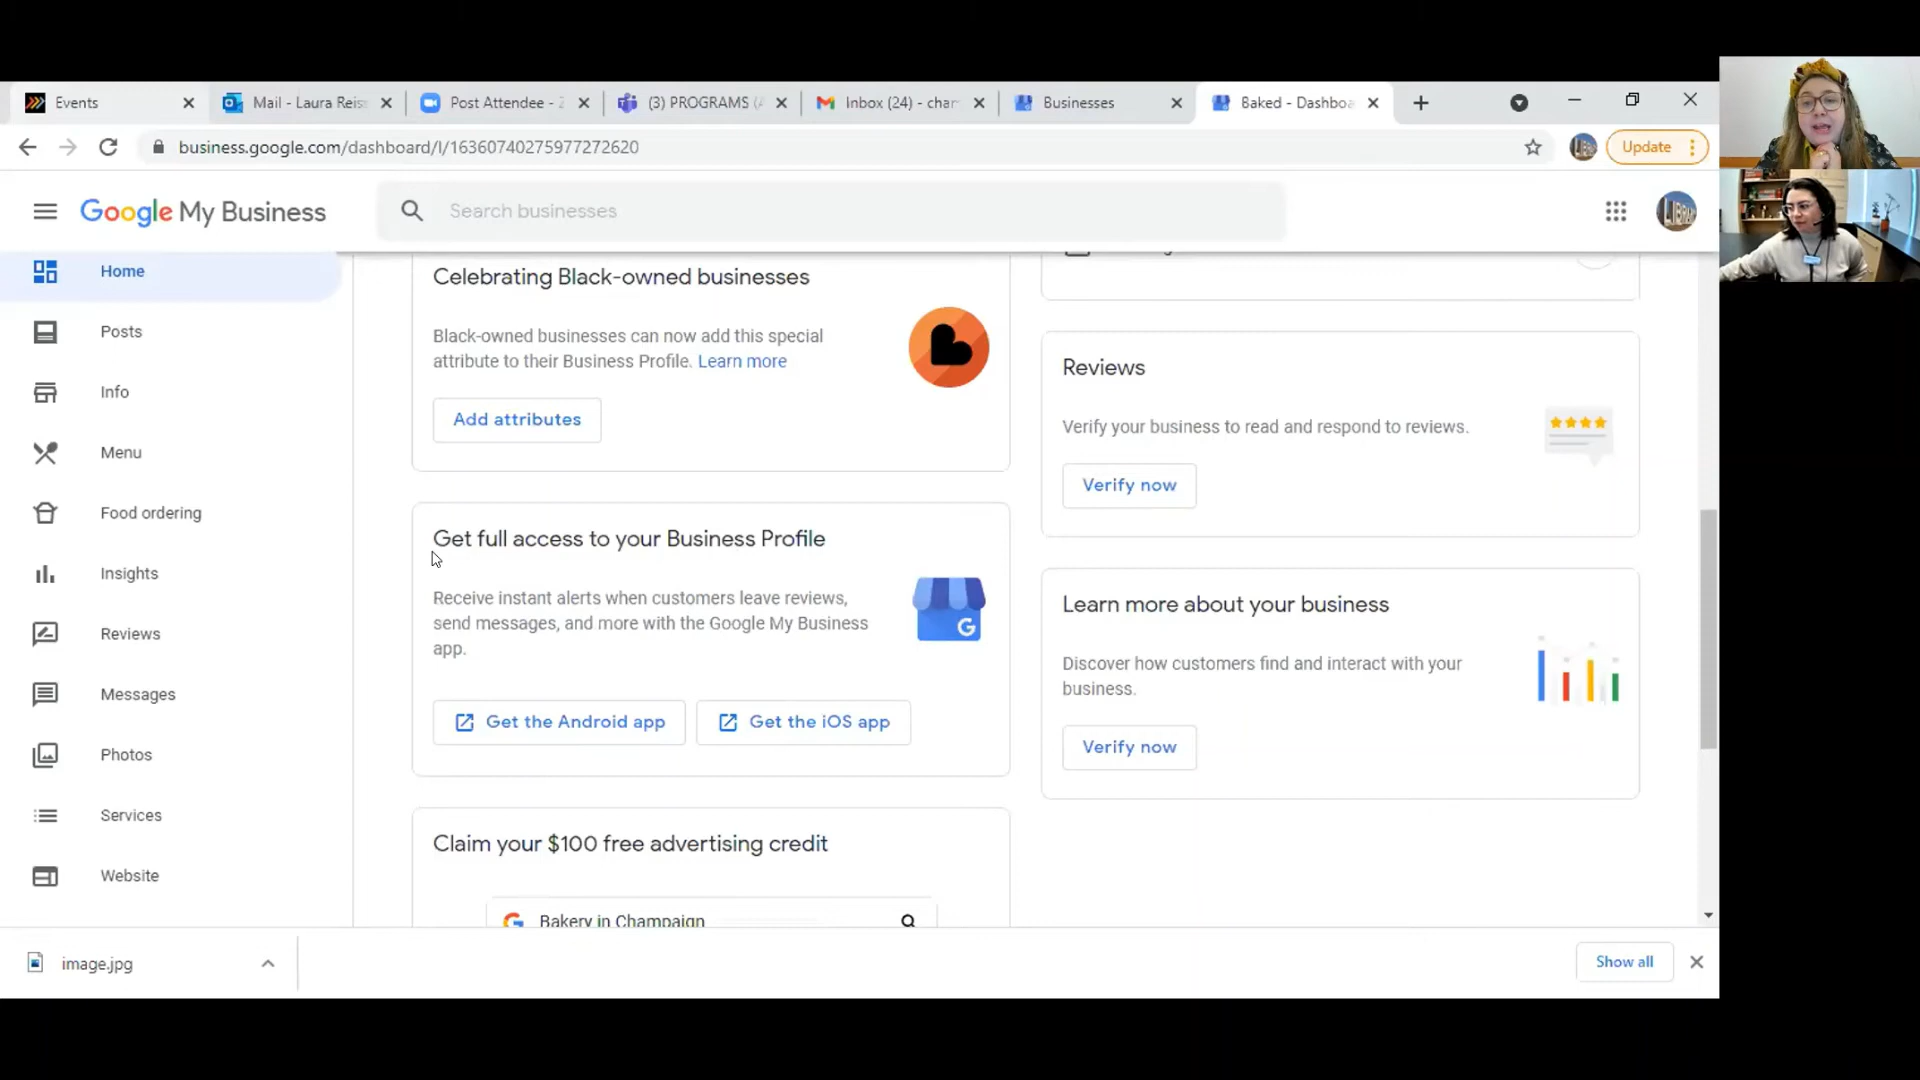 Events
Mail - Laura Reis
Post Attendee - 2
(3) PROGRAMS (
Inbox (24) - char
Businesses
Baked - Dashbo
business.google.com/dashboard/l/16360740275977272620
Update
Google My Business
Search businesses
LIBRA
Home
Posts
Info
Menu
Food ordering
Insights
Reviews
Messages
Photos
Services
Website
Celebrating Black-owned businesses
Black-owned businesses can now add this special
attribute to their Business Profile. Learn more
Add attributes
Get full access to your Business Profile
Receive instant alerts when customers leave reviews,
send messages, and more with the Google My Business
app.
G
Get the Android app
Get the iOS app
Claim your $100 free advertising credit
Bakery in Champaign
Reviews
Verify your business to read and respond to reviews.
Verify now
Learn more about your business
Discover how customers find and interact with your
business.
Verify now
image.jpg
Show all